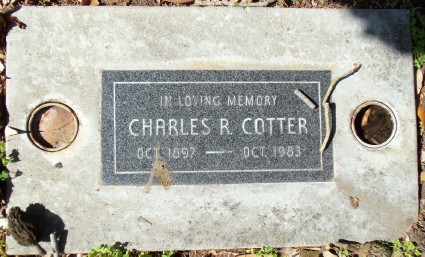 IN LOVING MEMORY
CHARLES R. COTTER
OCT. 1897 — OCT. 1983